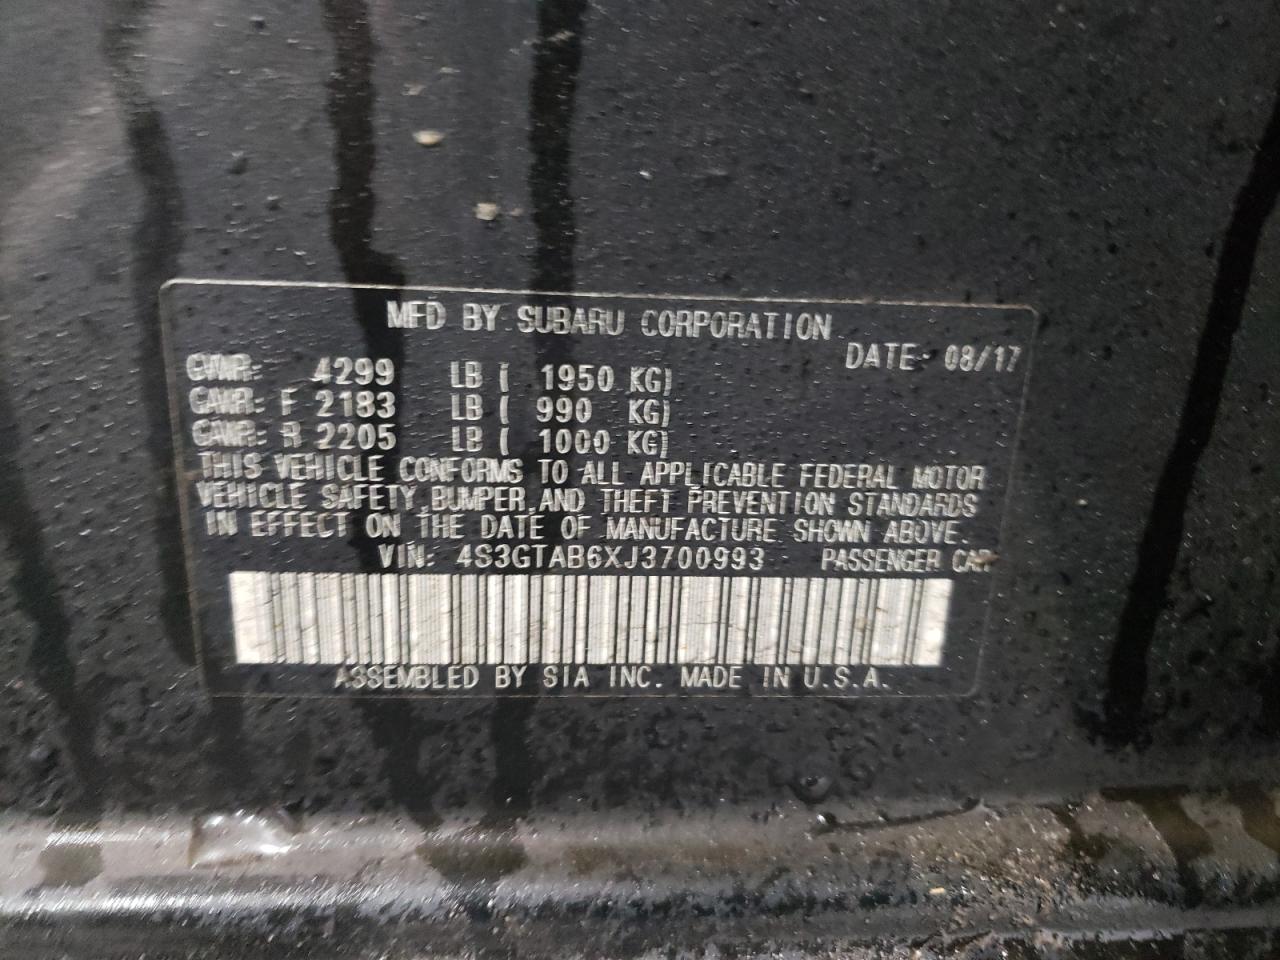 MFD BY SUBARU CORPORATION
DATE: 08/17
GVWR: 4299 LB ( 1950 KG)
GAWR: F 2183 LB ( 990 KG)
GAWR: R 2205 LB ( 1000 KG)
THIS VEHICLE CONFORMS TO ALL APPLICABLE FEDERAL MOTOR
VEHICLE SAFETY, BUMPER, AND THEFT PREVENTION STANDARDS
IN EFFECT ON THE DATE OF MANUFACTURE SHOWN ABOVE.
VIN: 4S3GTAB6XJ3700993 PASSENGER CAR
ASSEMBLED BY SIA INC. MADE IN U.S.A.